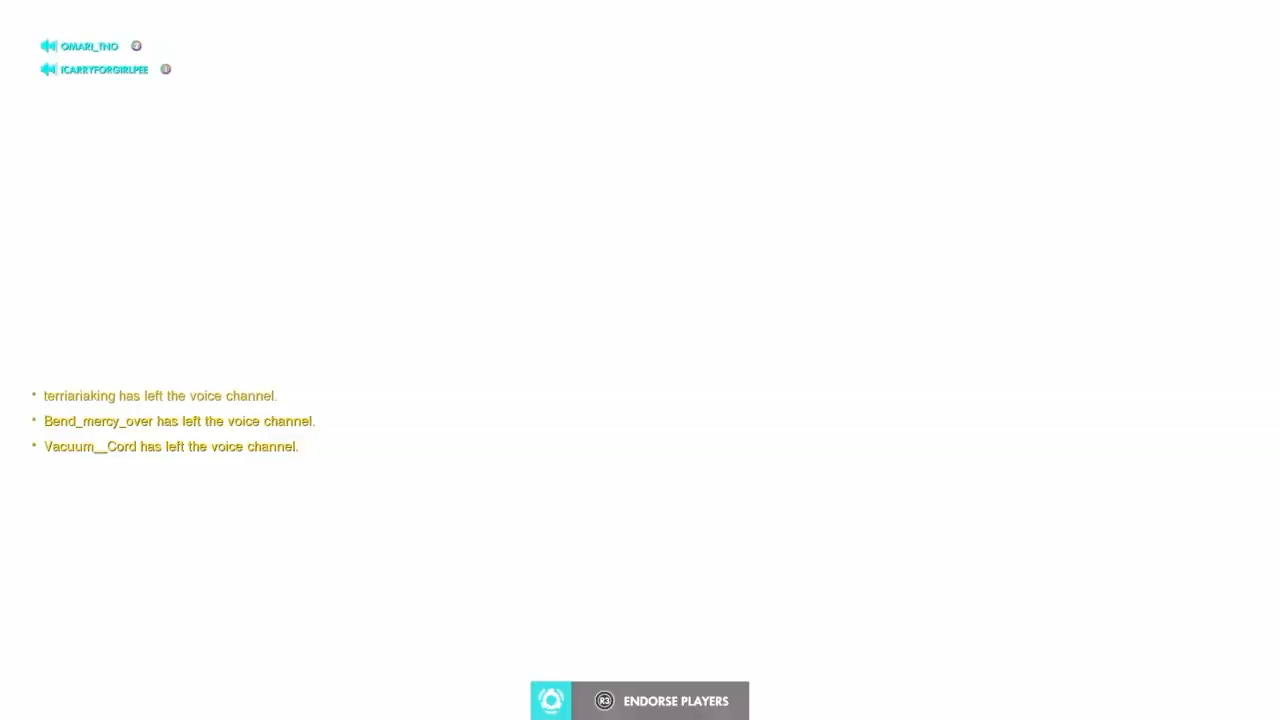 OMARI_TNO 2
ICARRYFORGIRLPEE
• terriariaking has left the voice channel.
• Bend_mercy_over has left the voice channel.
• Vacuum__Cord has left the voice channel.
R3 ENDORSE PLAYERS